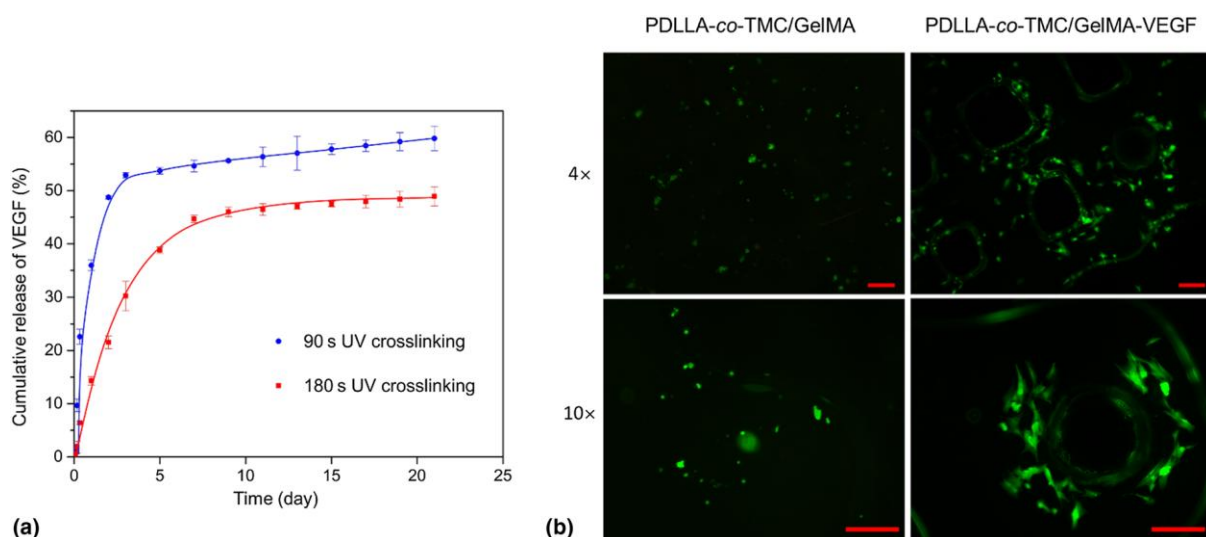 PDLLA-co-TMC/GelMA
PDLLA-co-TMC/GelMA-VEGF
Cumulative release of VEGF (%)
60
50
40
30
20
10
0
90 s UV crosslinking
180 s UV crosslinking
0
5
10
15
20
25
Time (day)
4×
10×
(a)
(b)